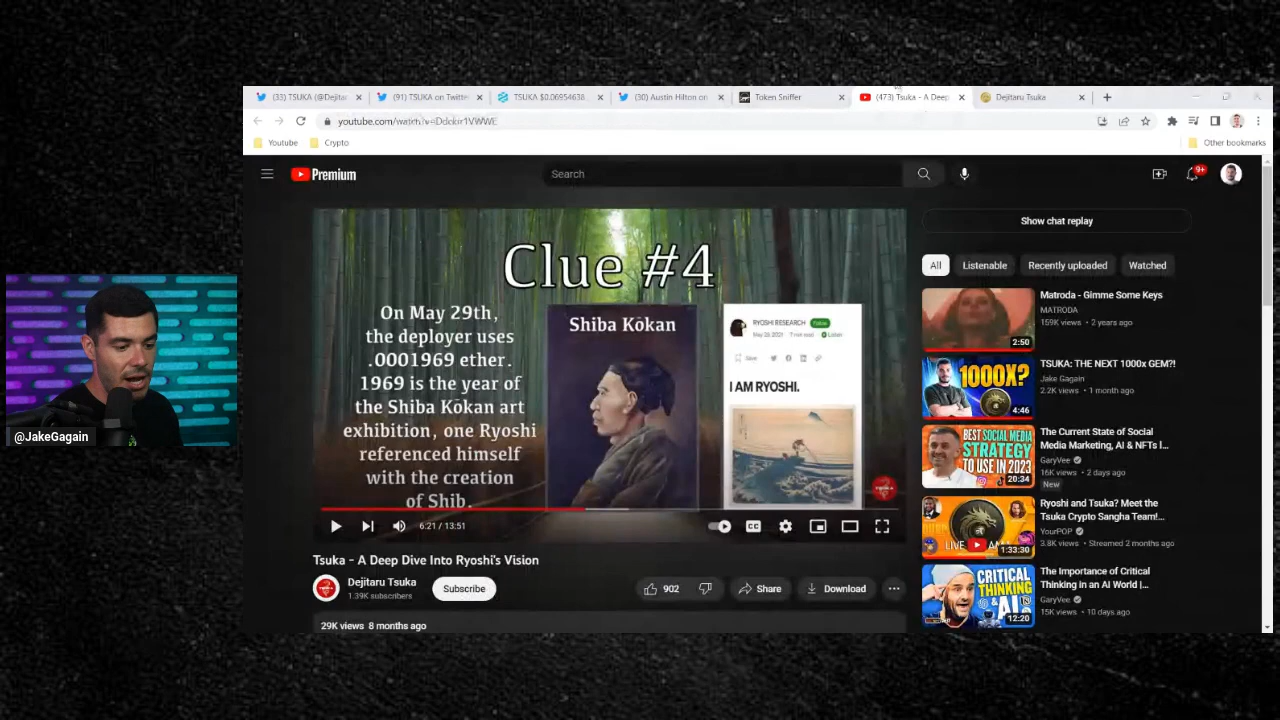 (33) TSUKA (@Dejitar
(91) TSUKA on Twitte
TSUKA $0.06954638
(30) Austin Hilton on
Token Sniffer
(473) Tsuka - A Deep
Dejitaru Tsuka
Youtube
Crypto
Other bookmarks
Premium
Search
9+
Clue #4
On May 29th,
the deployer uses
.0001969 ether.
1969 is the year of
the Shiba Kōkan art
exhibition, one Ryoshi
referenced himself
with the creation
of Shib.
Shiba Kōkan
RYOSHI RESEARCH
Follow
Save
Listen
I AM RYOSHI.
6:21 / 13:51
CC
Tsuka - A Deep Dive Into Ryoshi's Vision
Dejitaru Tsuka
1.39K subscribers
Subscribe
902
Share
Download
29K views 8 months ago
Show chat replay
All
Listenable
Recently uploaded
Watched
Matroda - Gimme Some Keys
MATRODA
159K views • 2 years ago
2:50
TSUKA: THE NEXT 1000x GEM?!
Jake Gagain
2.2K views • 1 month ago
1000X?
4:46
The Current State of Social
Media Marketing, AI & NFTs I...
GaryVee
16K views • 2 days ago
New
BEST SOCIAL MEDIA
STRATEGY
TO USE IN 2023
20:34
Ryoshi and Tsuka? Meet the
Tsuka Crypto Sangha Team!...
YourPOP
3.8K views • Streamed 2 months ago
LIVE
1:33:30
The Importance of Critical
Thinking in an AI World |...
GaryVee
15K views • 10 days ago
CRITICAL
THINKING
& AI
12:20
@JakeGagain